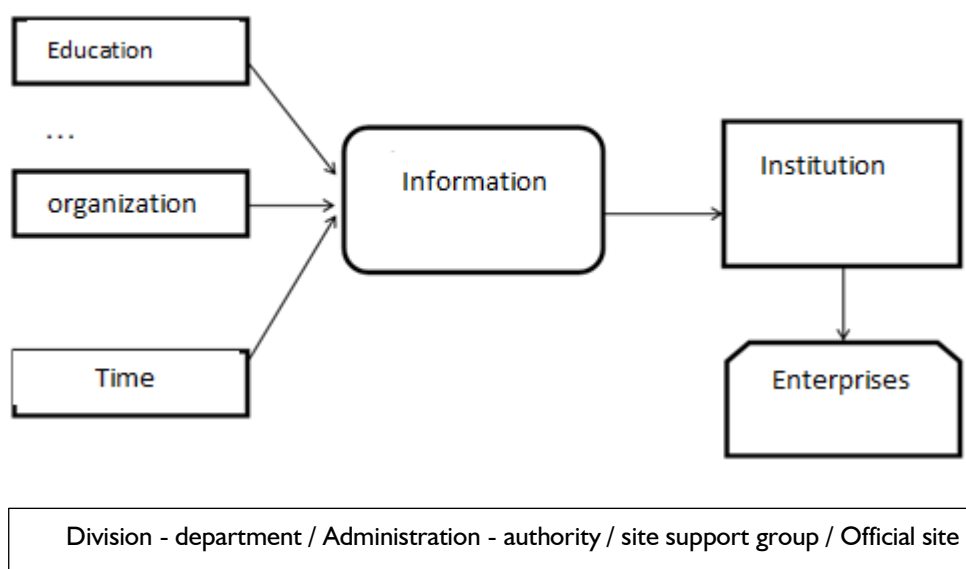 Education
...
organization
Time
Information
Institution
Enterprises
Division - department / Administration - authority / site support group / Official site